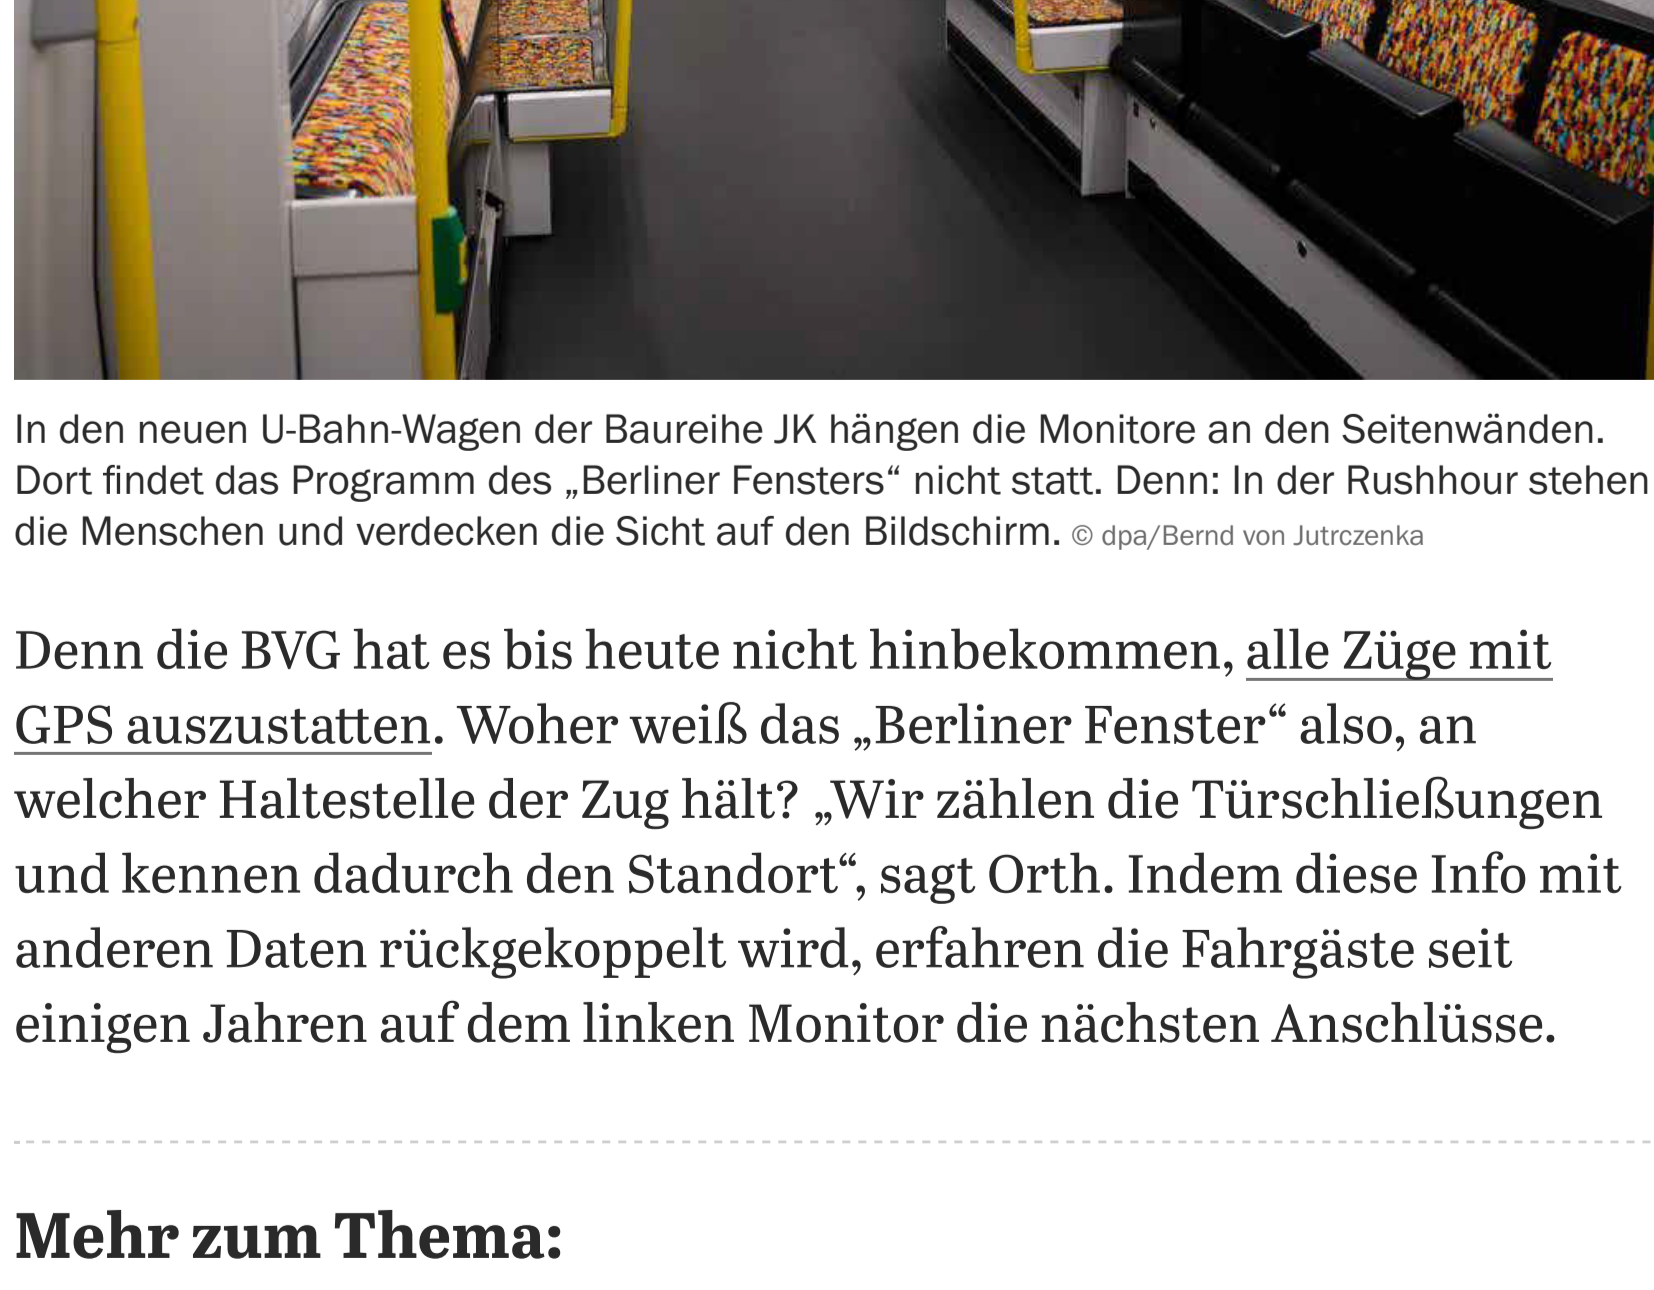 In den neuen U-Bahn-Wagen der Baureihe JK hängen die Monitore an den Seitenwänden.
Dort findet das Programm des „Berliner Fensters“ nicht statt. Denn: In der Rushhour stehen
die Menschen und verdecken die Sicht auf den Bildschirm. © dpa/Bernd von Jutrczenka
Denn die BVG hat es bis heute nicht hinbekommen, alle Züge mit
GPS auszustatten. Woher weiß das „Berliner Fenster“ also, an
welcher Haltestelle der Zug hält? „Wir zählen die Türschließungen
und kennen dadurch den Standort“, sagt Orth. Indem diese Info mit
anderen Daten rückgekoppelt wird, erfahren die Fahrgäste seit
einigen Jahren auf dem linken Monitor die nächsten Anschlüsse.
Mehr zum Thema: